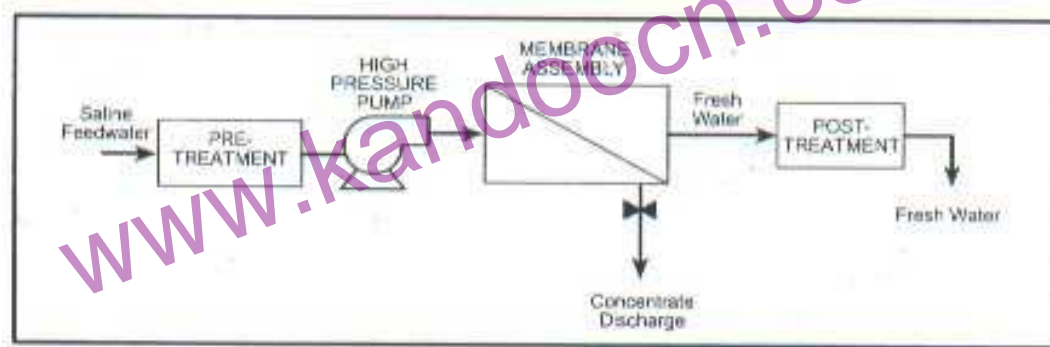 Saline
Feedwater
PRE-
TREATMENT
HIGH
PRESSURE
PUMP
MEMBRANE
ASSEMBLY
Fresh
Water
POST-
TREATMENT
Fresh Water
Concentrate
Discharge
www.kandoocn.co